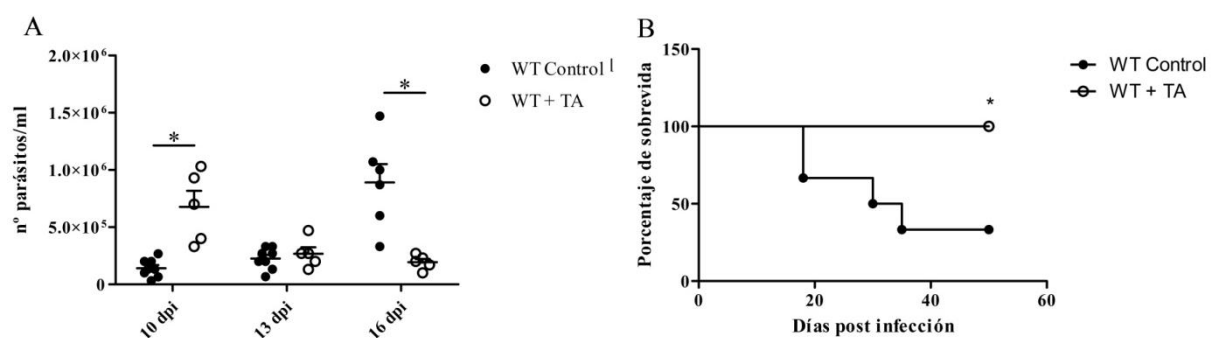 A
nº parásitos/ml
2.0×10⁶
1.5×10⁶
1.0×10⁶
5.0×10⁵
0
*
*
10 dpi
13 dpi
16 dpi
WT Control
WT + TA
B
Porcentaje de sobrevida
150
100
50
0
*
0
20
40
60
Días post infección
WT Control
WT + TA